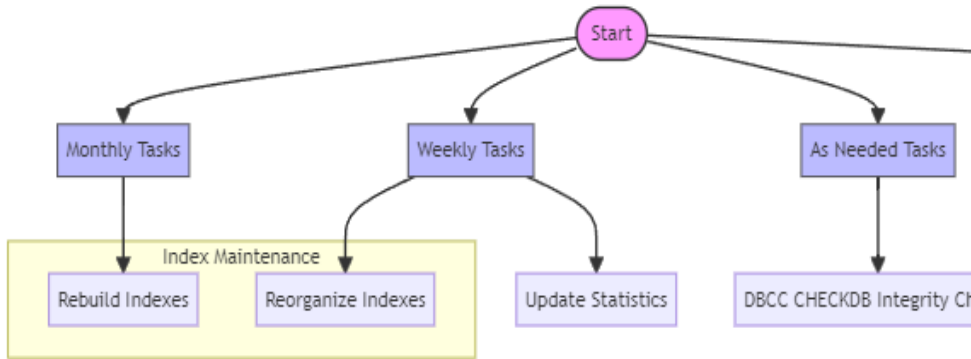 Start
Monthly Tasks
Weekly Tasks
As Needed Tasks
Index Maintenance
Rebuild Indexes
Reorganize Indexes
Update Statistics
DBCC CHECKDB Integrity